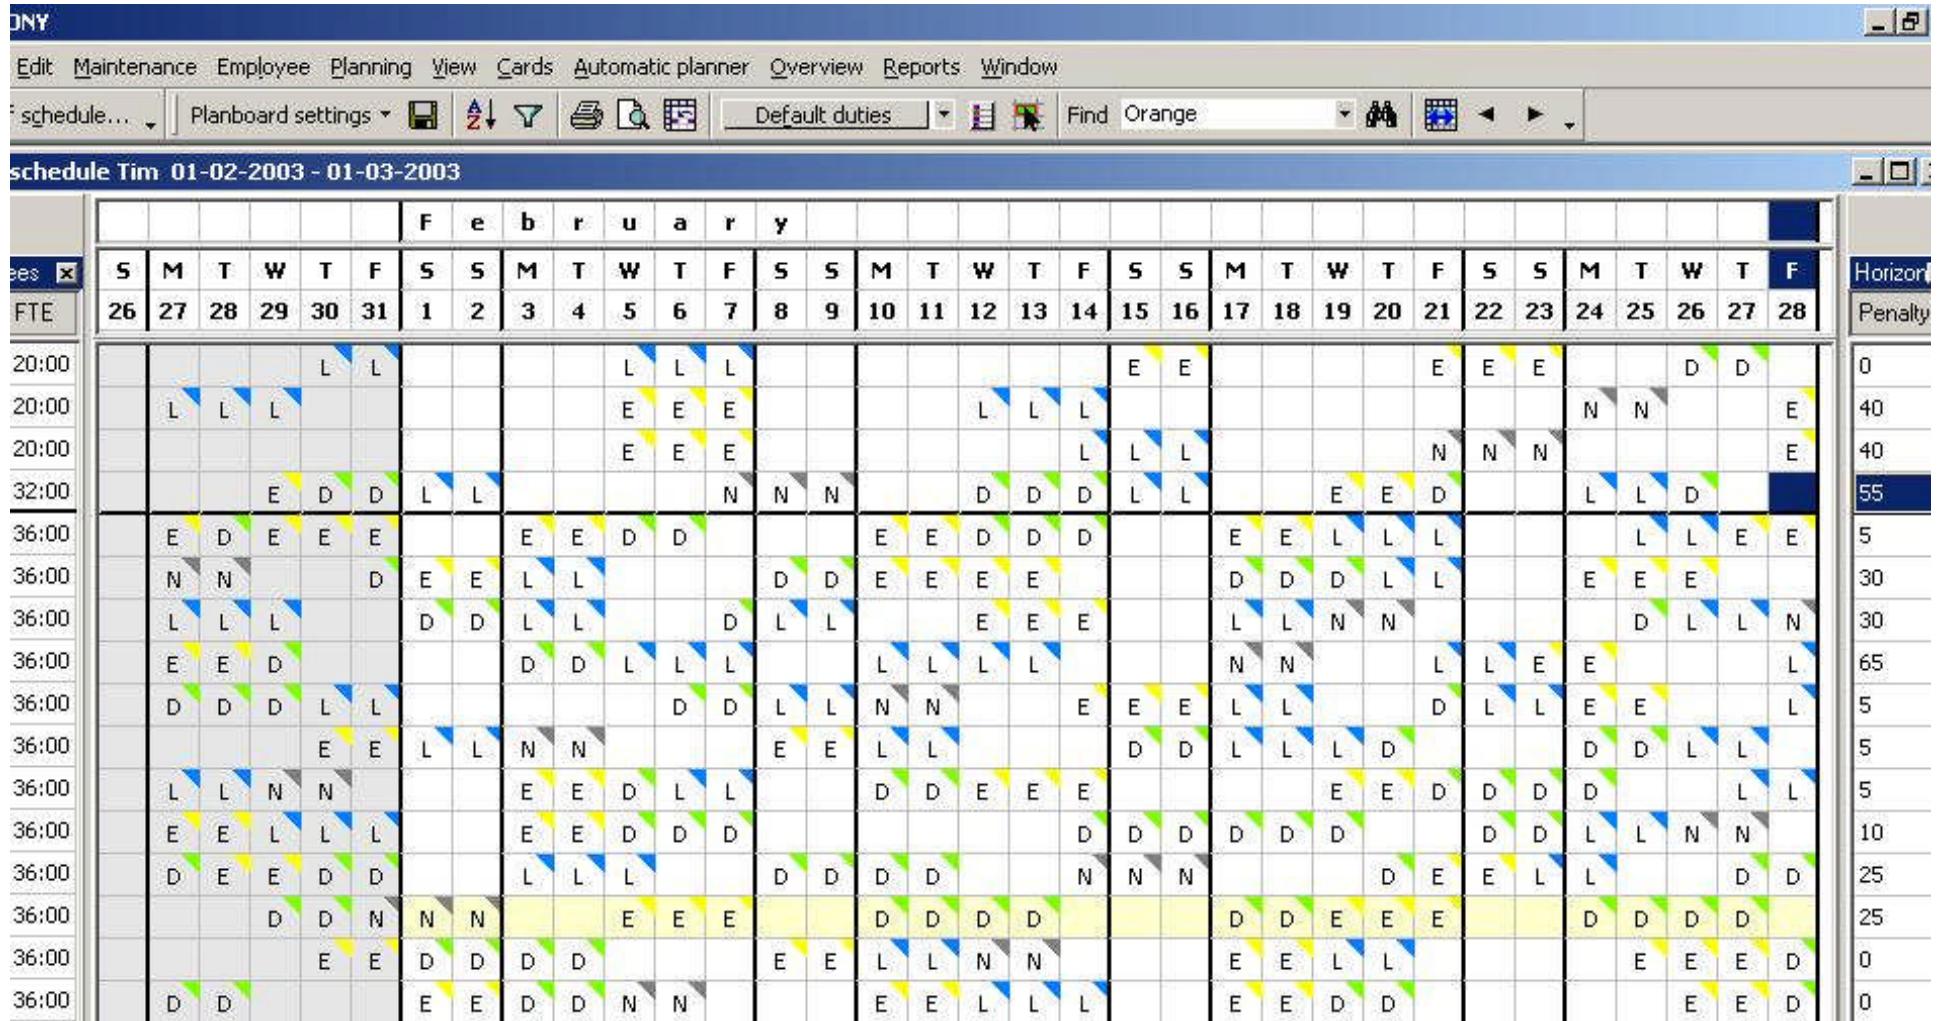 ONY
Edit Maintenance Employee Planning View Cards Automatic planner Overview Reports Window
schedule... Planboard settings Default duties Find Orange
schedule Tim 01-02-2003 - 01-03-2003
F e b r u a r y
ees S M T W T F S S M T W T F S S M T W T F S S M T W T F S S M T W T F Horizon
FTE 26 27 28 29 30 31 1 2 3 4 5 6 7 8 9 10 11 12 13 14 15 16 17 18 19 20 21 22 23 24 25 26 27 28 Penalty
20:00 L L L L L E E E E E D D 0
20:00 L L L E E E L L L N N E 40
20:00 E E E L L L N N N E 40
32:00 E D D L L N N N D D D L L E E D L L D 55
36:00 E D E E E E E D D E E D D D E E L L L L L E E 5
36:00 N N D E E L L D D E E E E D D D L L E E E 30
36:00 L L L D D L L D L L E E E L L N N D L L N 30
36:00 E E D D D L L L L L L L N N L L E E L 65
36:00 D D D L L D D L L N N E E E L L D L L E E L 5
36:00 E E L L N N E E L L D D L L L D D D L L 5
36:00 L L N N E E D L L D D E E E E E D D D D L L 5
36:00 E E L L L E E D D D D D D D D D D D L L N N 10
36:00 D E E D D L L L D D D D N N N D E E L L D D 25
36:00 D D N N N E E E D D D D D D E E E D D D D 25
36:00 E E D D D D E E L L N N E E L L E E E D 0
36:00 D D E E D D N N E E L L L E E D D E E D 0